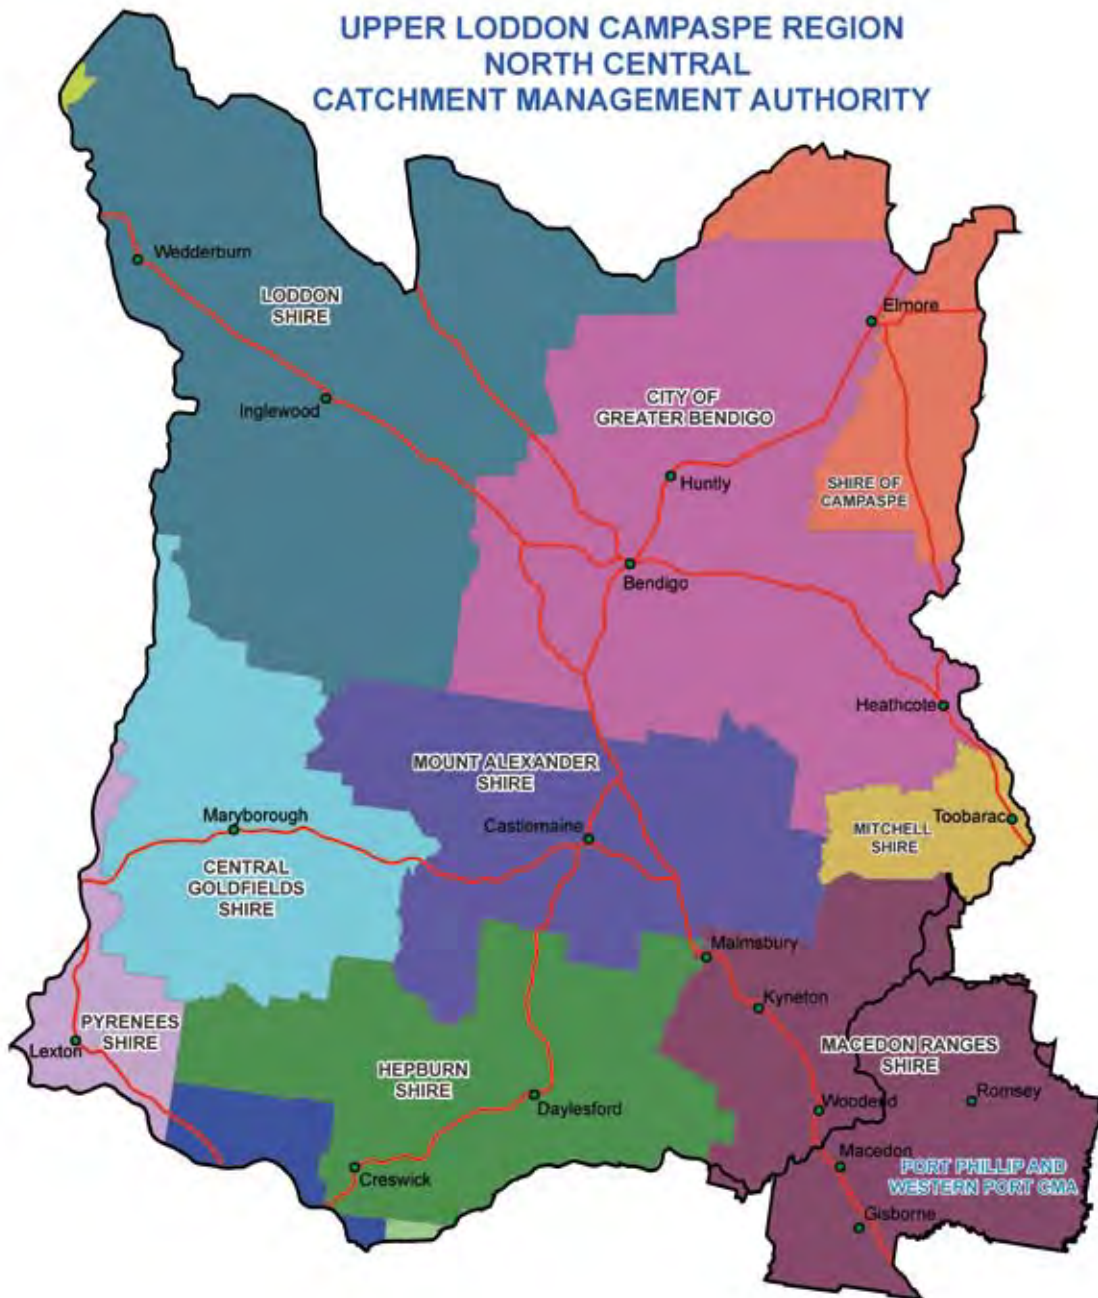 UPPER LODDON CAMPASPE REGION
NORTH CENTRAL
CATCHMENT MANAGEMENT AUTHORITY
Wedderburn
LODDON
SHIRE
Elmore
Inglewood
CITY OF
GREATER BENDIGO
Huntly
SHIRE OF
CAMPASPE
Bendigo
Heathcote
MOUNT ALEXANDER
SHIRE
Maryborough
Castlemaine
MITCHELL
SHIRE
Toobarac
CENTRAL
GOLDFIELDS
SHIRE
Malmsbury
Kyneton
PYRENEES
SHIRE
Lexton
HEPBURN
SHIRE
MACEDON RANGES
SHIRE
Daylesford
Woodend
Romsey
Macedon
Creswick
PORT PHILLIP AND
WESTERN PORT CMA
Gisborne